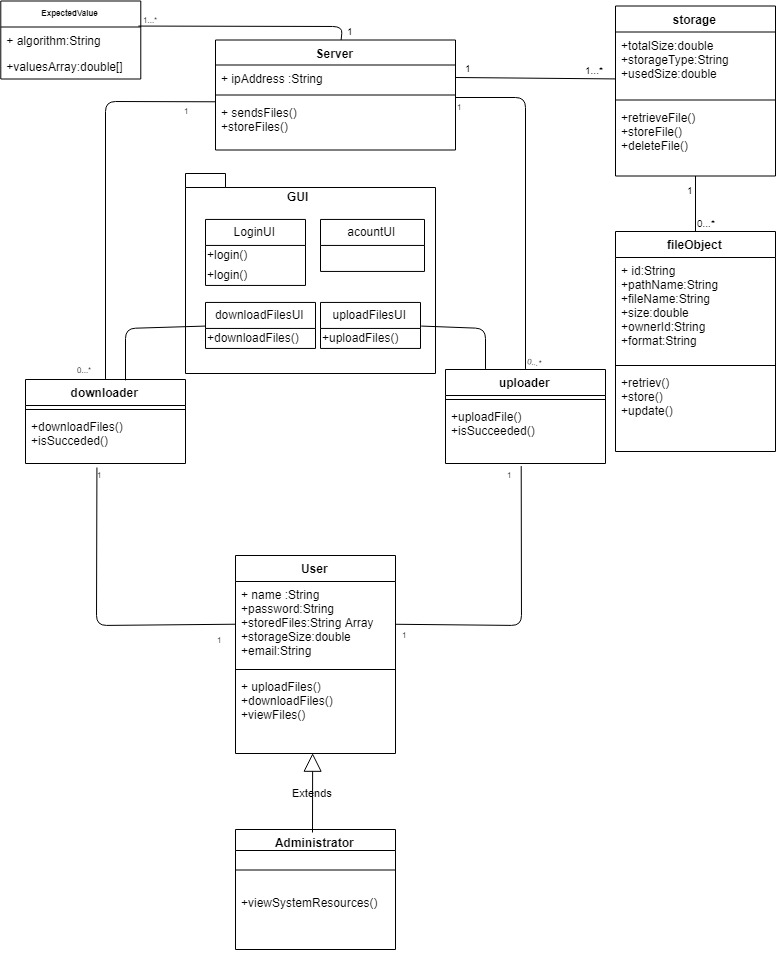 ExpectedValue
+ algorithm:String
+valuesArray:double[]
1...*
1
Server
+ ipAddress :String
+ sendsFiles()
+storeFiles()
1
1...*
1
1
storage
+totalSize:double
+storageType:String
+usedSize:double
+retrieveFile()
+storeFile()
+deleteFile()
1
0...*
fileObject
+ id:String
+pathName:String
+fileName:String
+size:double
+ownerId:String
+format:String
+retriev()
+store()
+update()
GUI
LoginUI
+login()
+login()
acountUI
downloadFilesUI
+downloadFiles()
uploadFilesUI
+uploadFiles()
0...*
downloader
+downloadFiles()
+isSucceded()
1
0...*
uploader
+uploadFile()
+isSucceeded()
1
1
1
User
+ name :String
+password:String
+storedFiles:String Array
+storageSize:double
+email:String
+ uploadFiles()
+downloadFiles()
+viewFiles()
Extends
Administrator
+viewSystemResources()